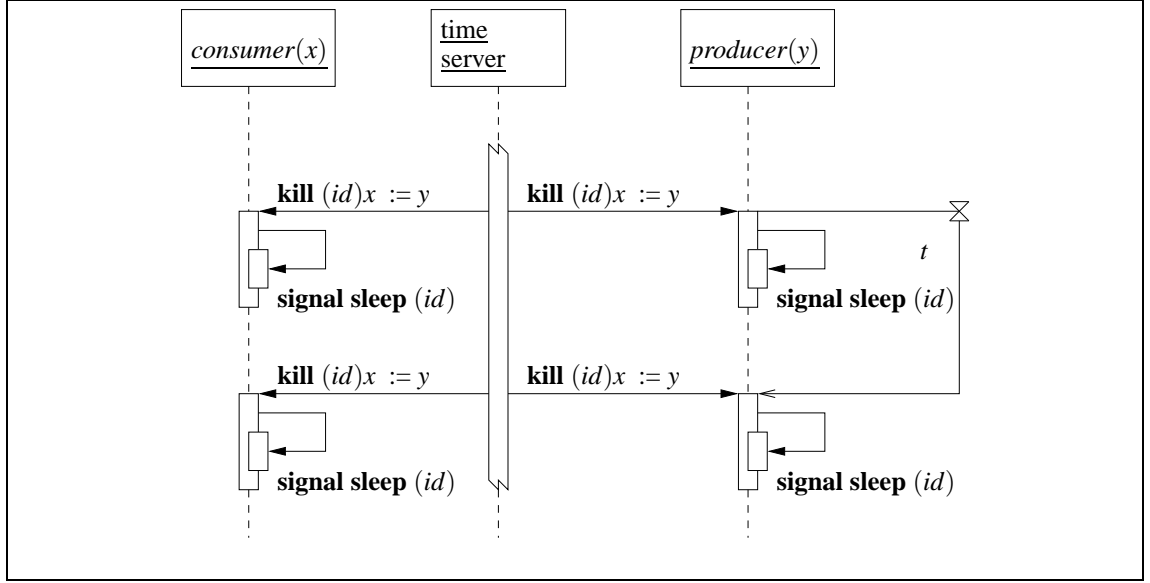 consumer(x)
time
server
producer(y)
kill (id)x := y
kill (id)x := y
t
signal sleep (id)
signal sleep (id)
kill (id)x := y
kill (id)x := y
signal sleep (id)
signal sleep (id)